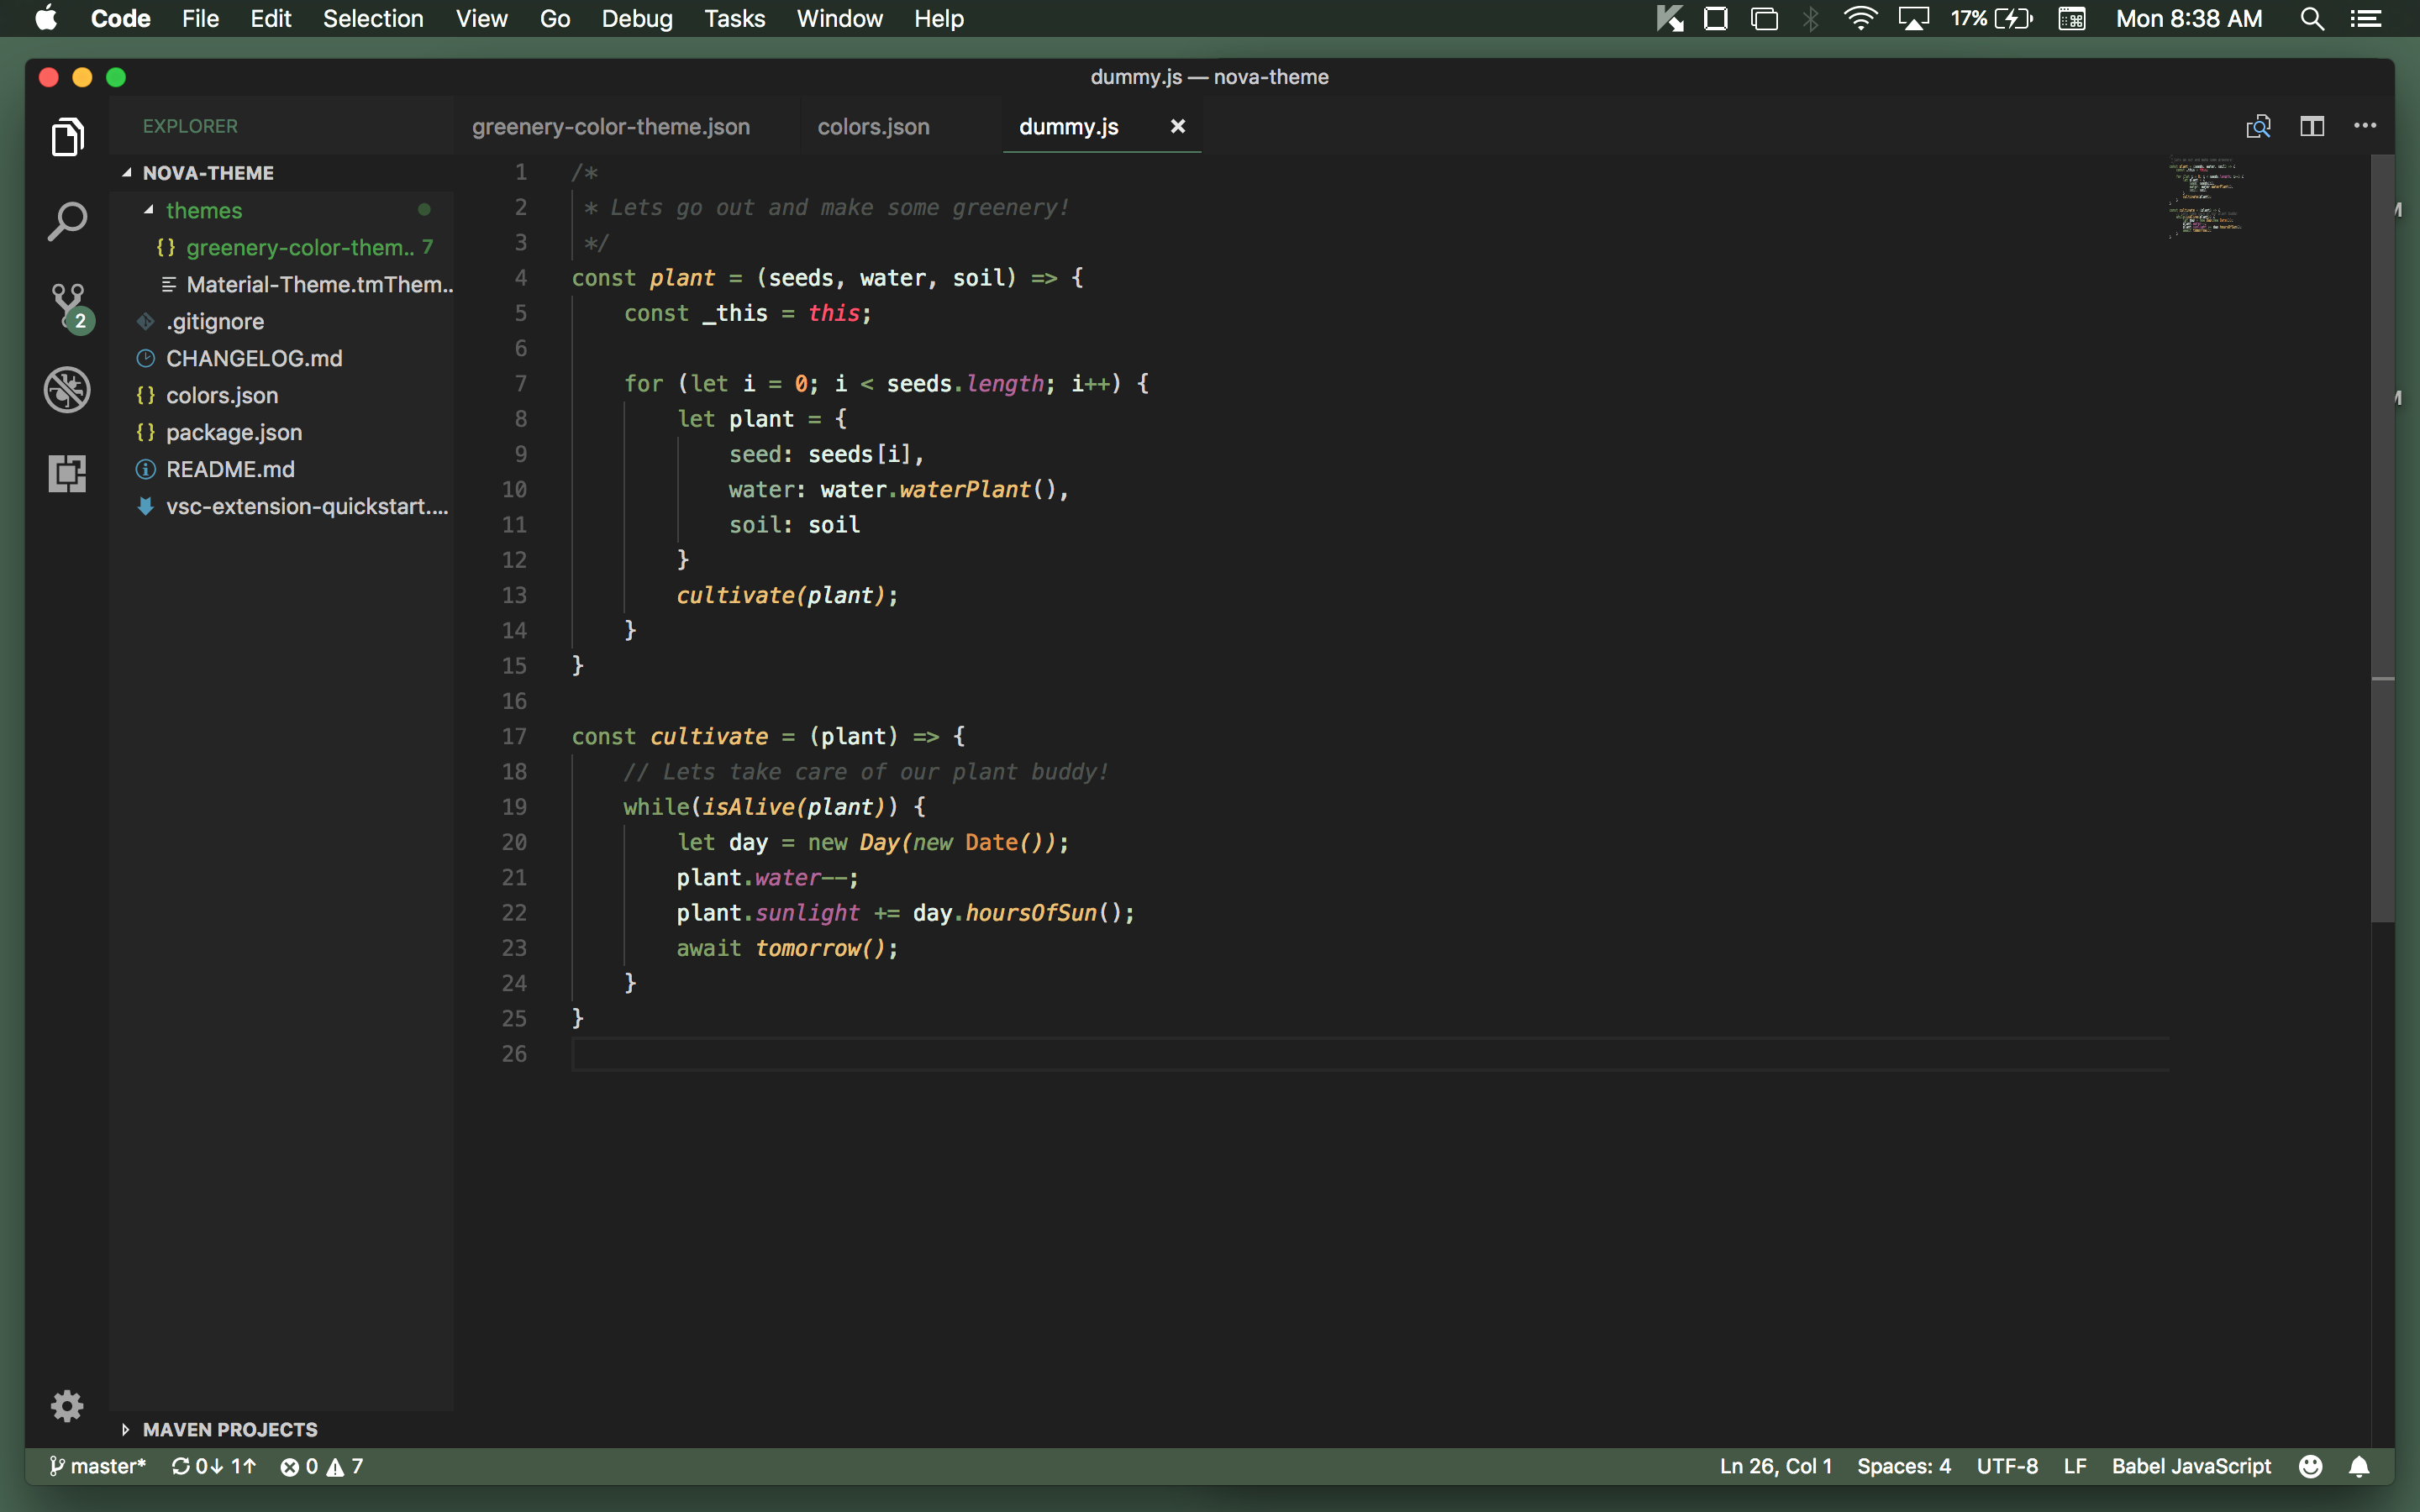 Code File Edit Selection View Go Debug Tasks Window Help 17% Mon 8:38 AM
dummy.js — nova-theme
EXPLORER
NOVA-THEME
themes
{} greenery-color-them.. 7
Material-Theme.tmThem..
.gitignore
CHANGELOG.md
{} colors.json
{} package.json
README.md
vsc-extension-quickstart....
MAVEN PROJECTS
2
greenery-color-theme.json colors.json dummy.js ×
1 /*
2  * Lets go out and make some greenery!
3  */
4 const plant = (seeds, water, soil) => {
5     const _this = this;
6
7     for (let i = 0; i < seeds.length; i++) {
8         let plant = {
9             seed: seeds[i],
10             water: water.waterPlant(),
11             soil: soil
12         }
13         cultivate(plant);
14     }
15 }
16
17 const cultivate = (plant) => {
18     // Lets take care of our plant buddy!
19     while(isAlive(plant)) {
20         let day = new Day(new Date());
21         plant.water--;
22         plant.sunlight += day.hoursOfSun();
23         await tomorrow();
24     }
25 }
26
master* 0↓ 1↑ 0 7 Ln 26, Col 1 Spaces: 4 UTF-8 LF Babel JavaScript